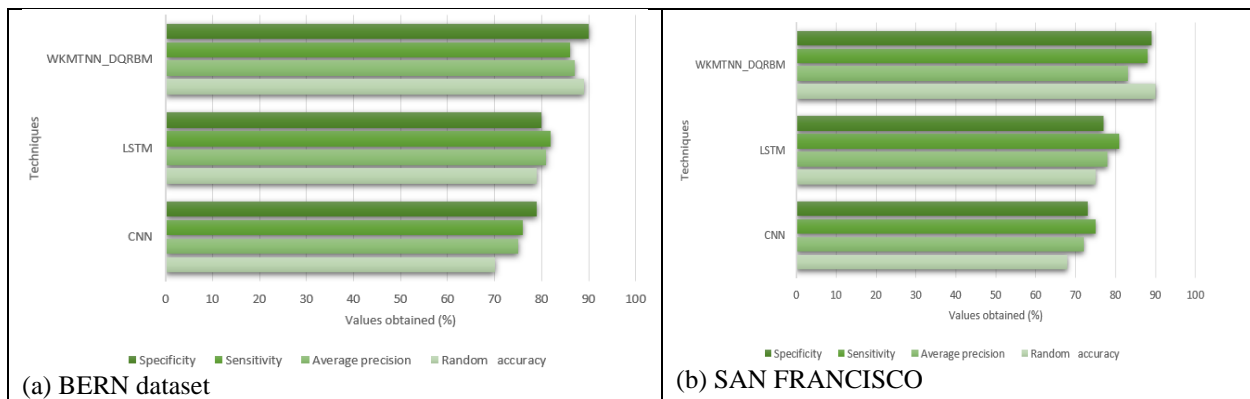 WKMTNN_DQRBM
LSTM
CNN
Techniques
0 10 20 30 40 50 60 70 80 90 100
Values obtained (%)
Specificity Sensitivity Average precision Random accuracy
(a) BERN dataset
WKMTNN_DQRBM
LSTM
CNN
Techniques
0 10 20 30 40 50 60 70 80 90 100
Values obtained (%)
Specificity Sensitivity Average precision Random accuracy
(b) SAN FRANCISCO